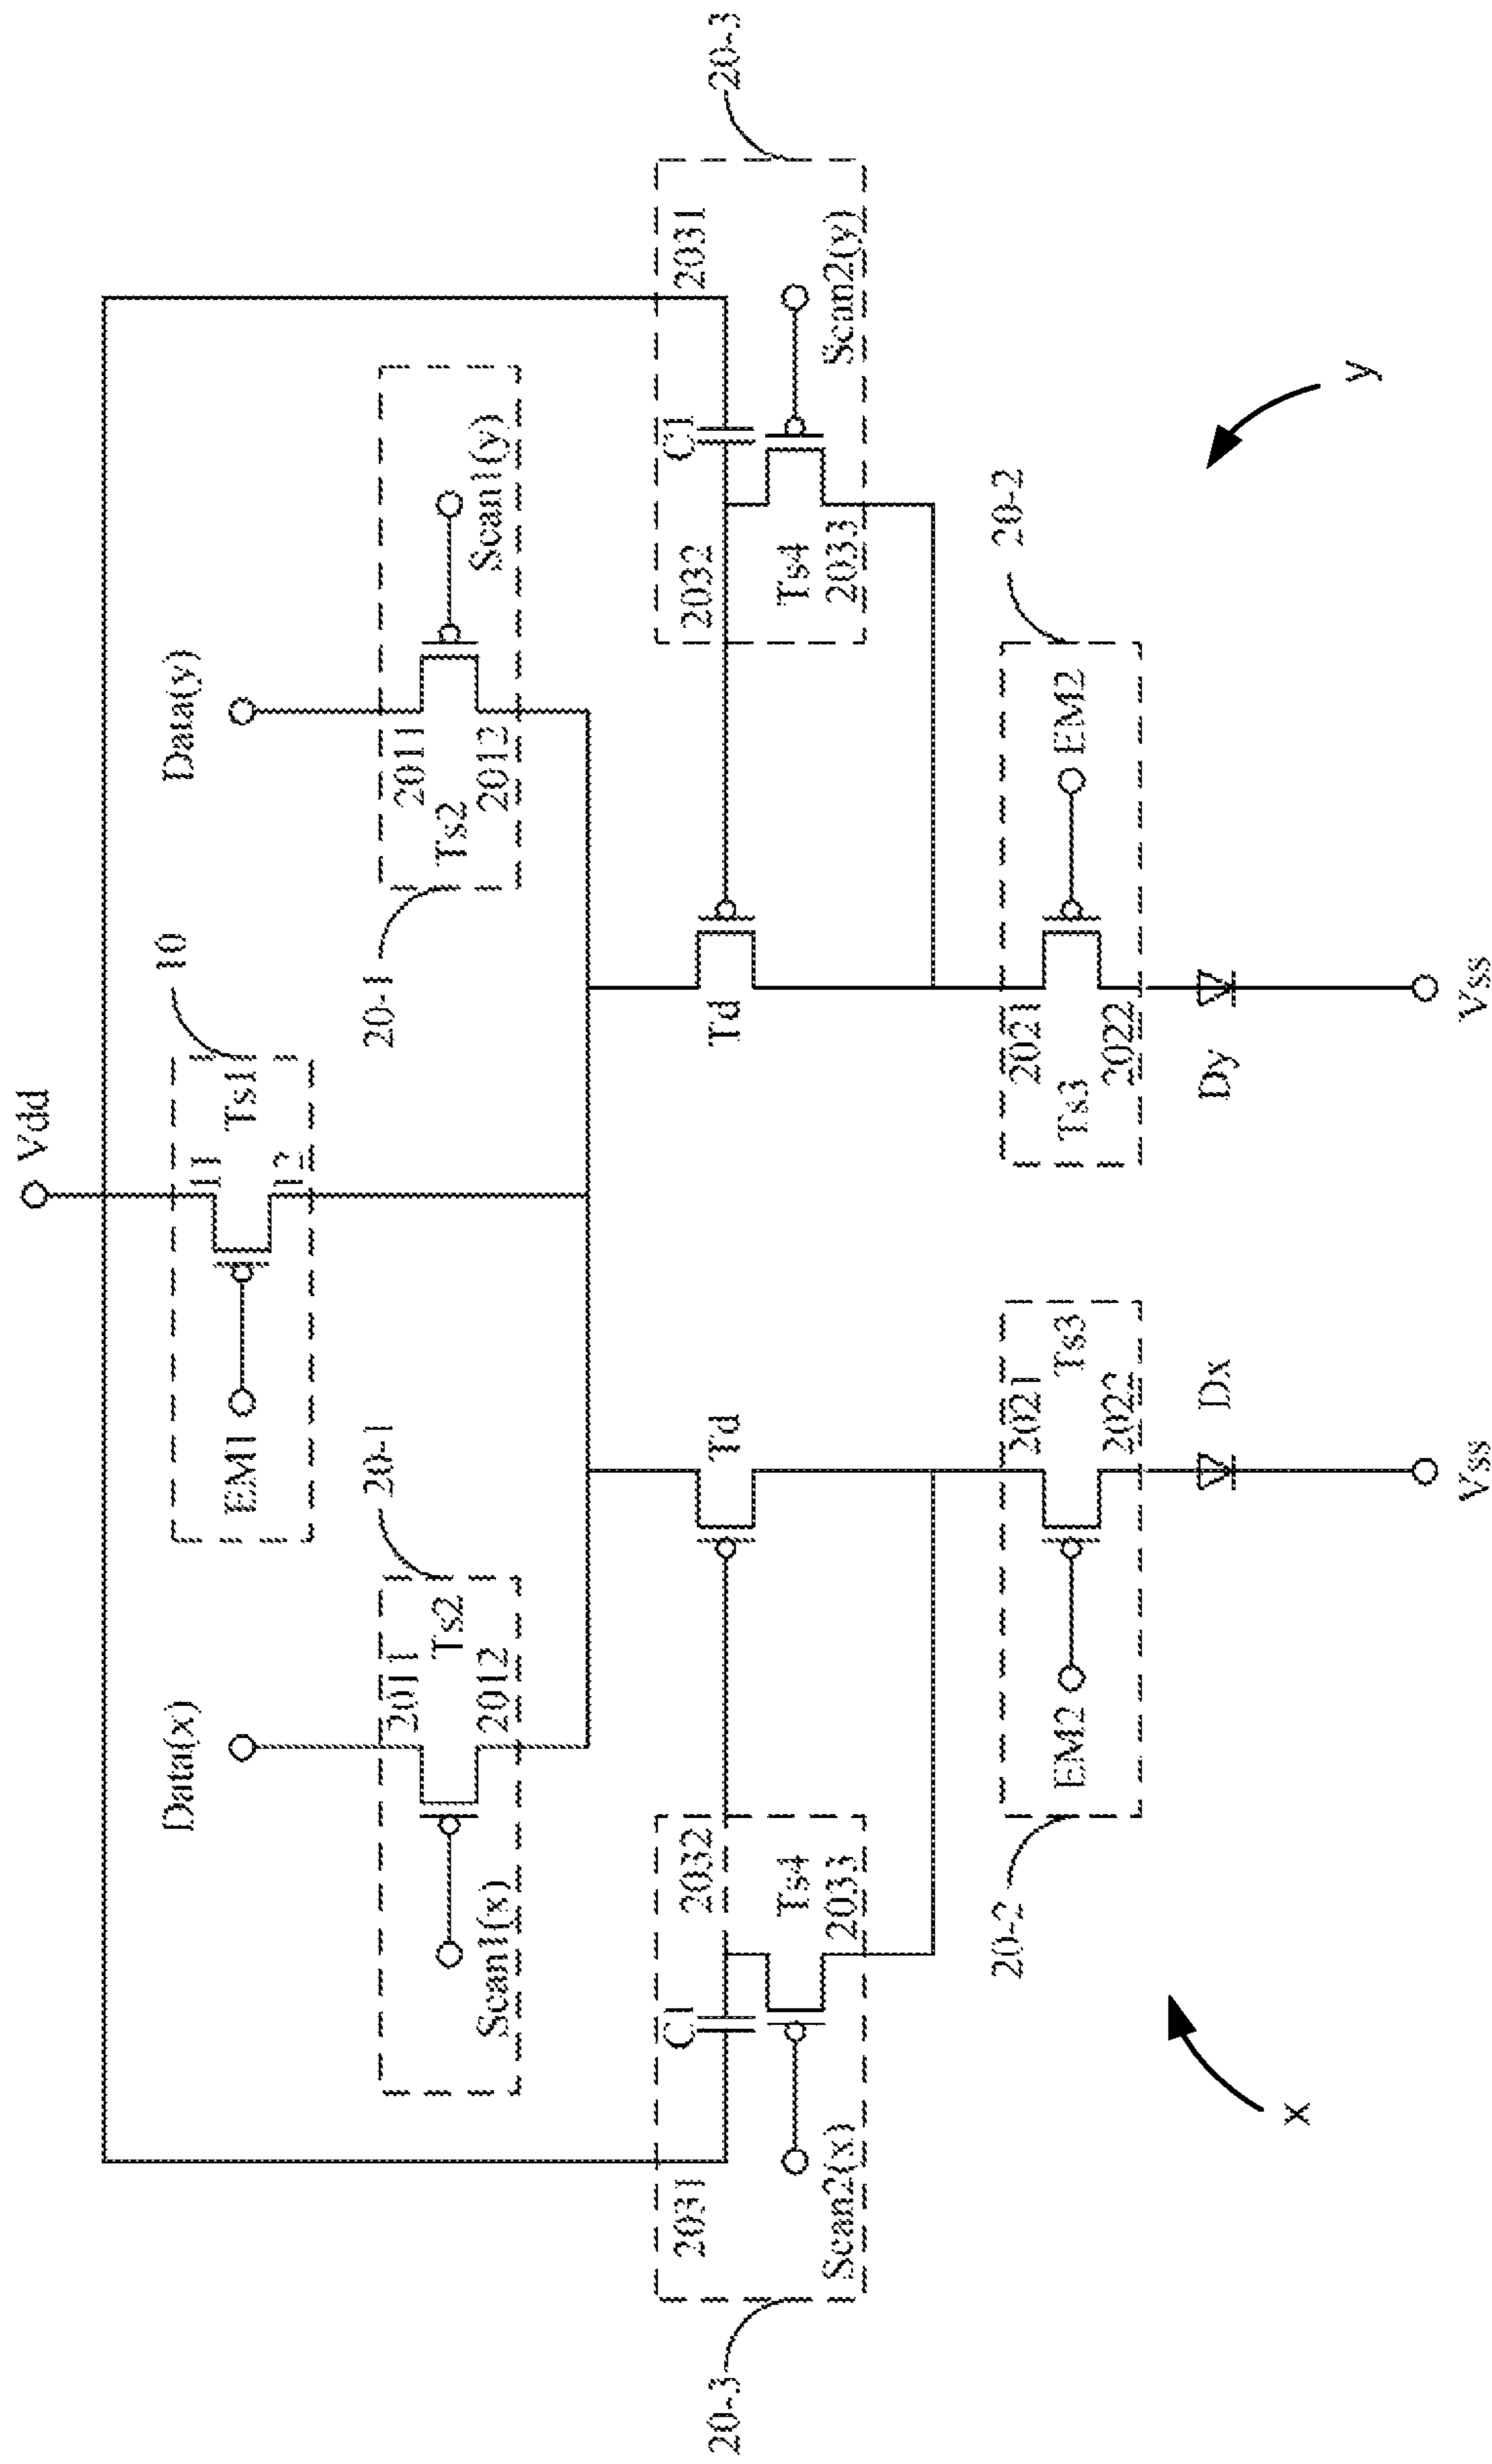 Vdd
10
Ts1
11
12
EM1
Data(x)
Data(y)
20-1
20-1
2011
Ts2
2012
Scan1(x)
2011
Ts2
2012
Scan1(y)
20-3
20-3
2031
C1
2032
Ts4
2033
Scan2(x)
Td
Td
2032
C1
2031
Ts4
2033
Scan2(y)
20-2
20-2
EM2
2021
Ts3
2022
2021
Ts3
2022
EM2
Dx
Dy
Vss
Vss
x
y